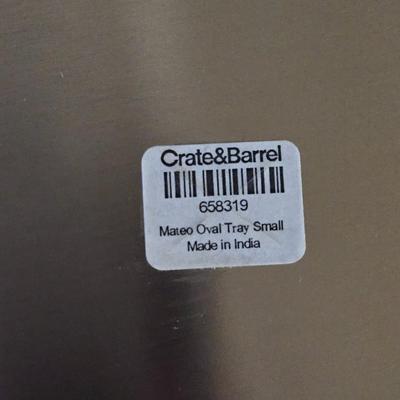 Crate&Barrel
658319
Mateo Oval Tray Small
Made in India